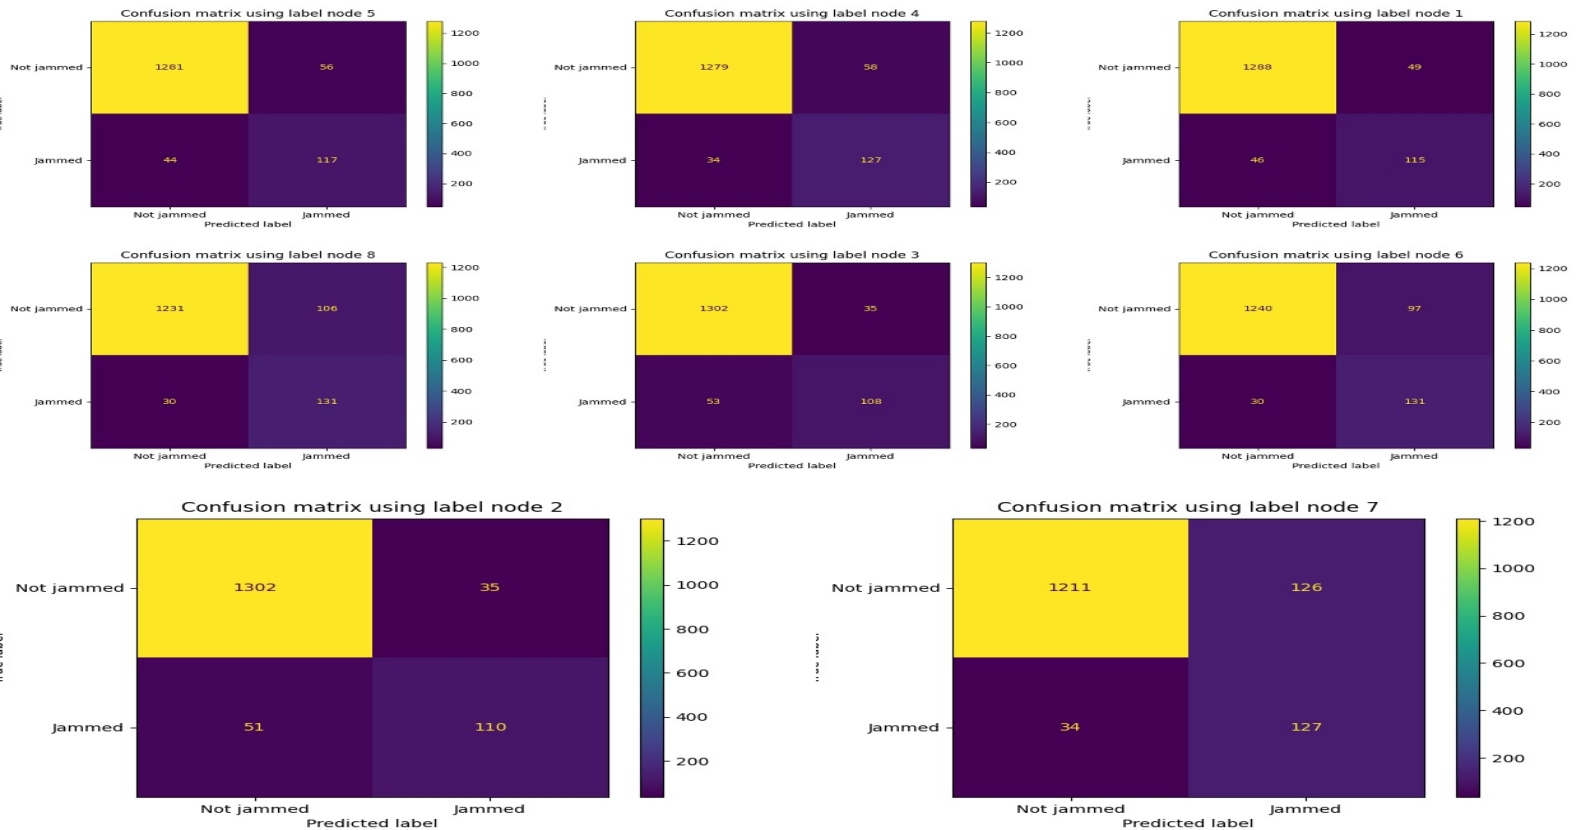 Confusion matrix using label node 5
Not jammed
1281
56
Jammed
44
117
Not jammed
Jammed
Predicted label
1200
1000
800
600
400
200
Confusion matrix using label node 4
Not jammed
1279
58
Jammed
34
127
Not jammed
Jammed
Predicted label
1200
1000
800
600
400
200
Confusion matrix using label node 1
Not jammed
1288
49
Jammed
46
115
Not jammed
Jammed
Predicted label
1200
1000
800
600
400
200
Confusion matrix using label node 8
Not jammed
1231
106
Jammed
30
131
Not jammed
Jammed
Predicted label
1200
1000
800
600
400
200
Confusion matrix using label node 3
Not jammed
1302
35
Jammed
53
108
Not jammed
Jammed
Predicted label
1200
1000
800
600
400
200
Confusion matrix using label node 6
Not jammed
1240
97
Jammed
30
131
Not jammed
Jammed
Predicted label
1200
1000
800
600
400
200
Confusion matrix using label node 2
Not jammed
1302
35
Jammed
51
110
Not jammed
Jammed
Predicted label
1200
1000
800
600
400
200
Confusion matrix using label node 7
Not jammed
1211
126
Jammed
34
127
Not jammed
Jammed
Predicted label
1200
1000
800
600
400
200